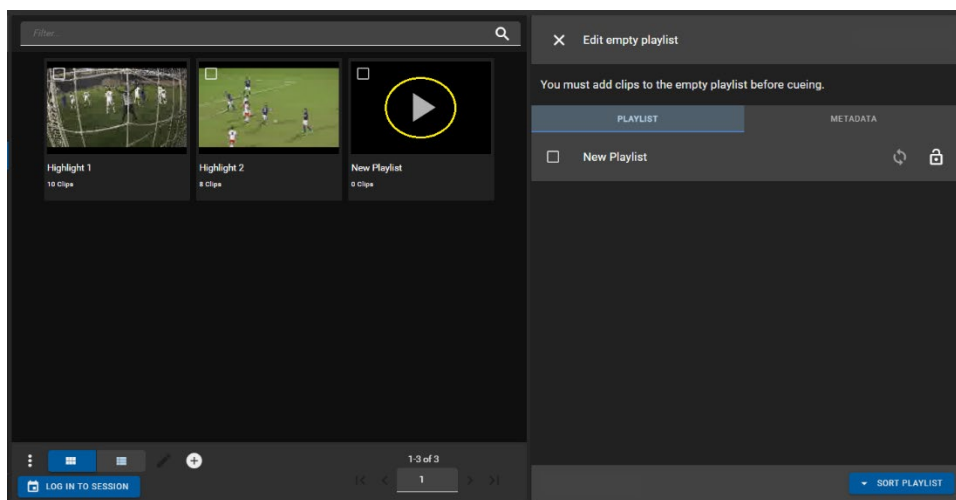 Filter...
Edit empty playlist
You must add clips to the empty playlist before cueing.
PLAYLIST
METADATA
New Playlist
Highlight 1
10 Clips
Highlight 2
8 Clips
New Playlist
0 Clips
1-3 of 3
1
LOG IN TO SESSION
SORT PLAYLIST